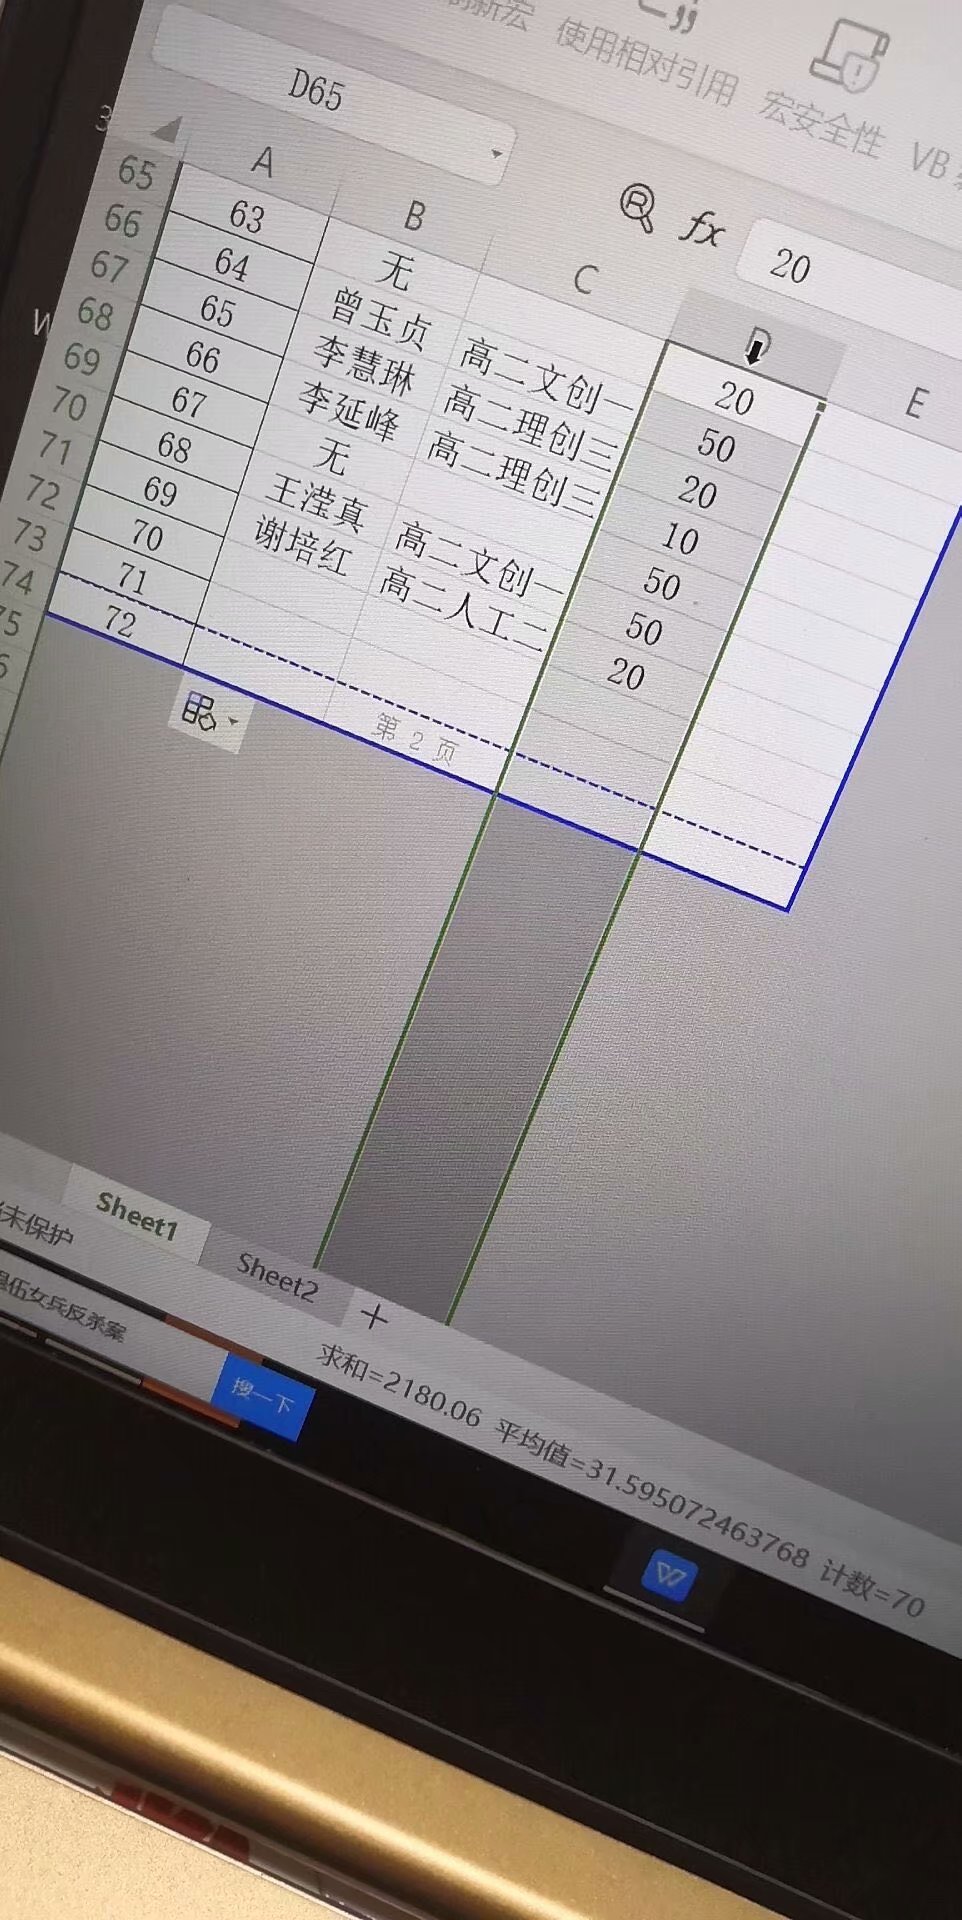 使用相对引用
宏安全性
VB
D65
fx
20
A
B
C
D
E
65
63
无
20
66
64
曾玉贞
高二文创一
50
67
65
李慧琳
高二理创三
20
68
66
李延峰
高二理创三
10
69
67
无
50
70
68
王滢真
高二文创一
50
71
69
谢培红
高二人工二
20
72
70
73
71
74
72
第 2 页
Sheet1
Sheet2
+
未保护
女兵反杀案
搜一下
求和=2180.06 平均值=31.595072463768 计数=70